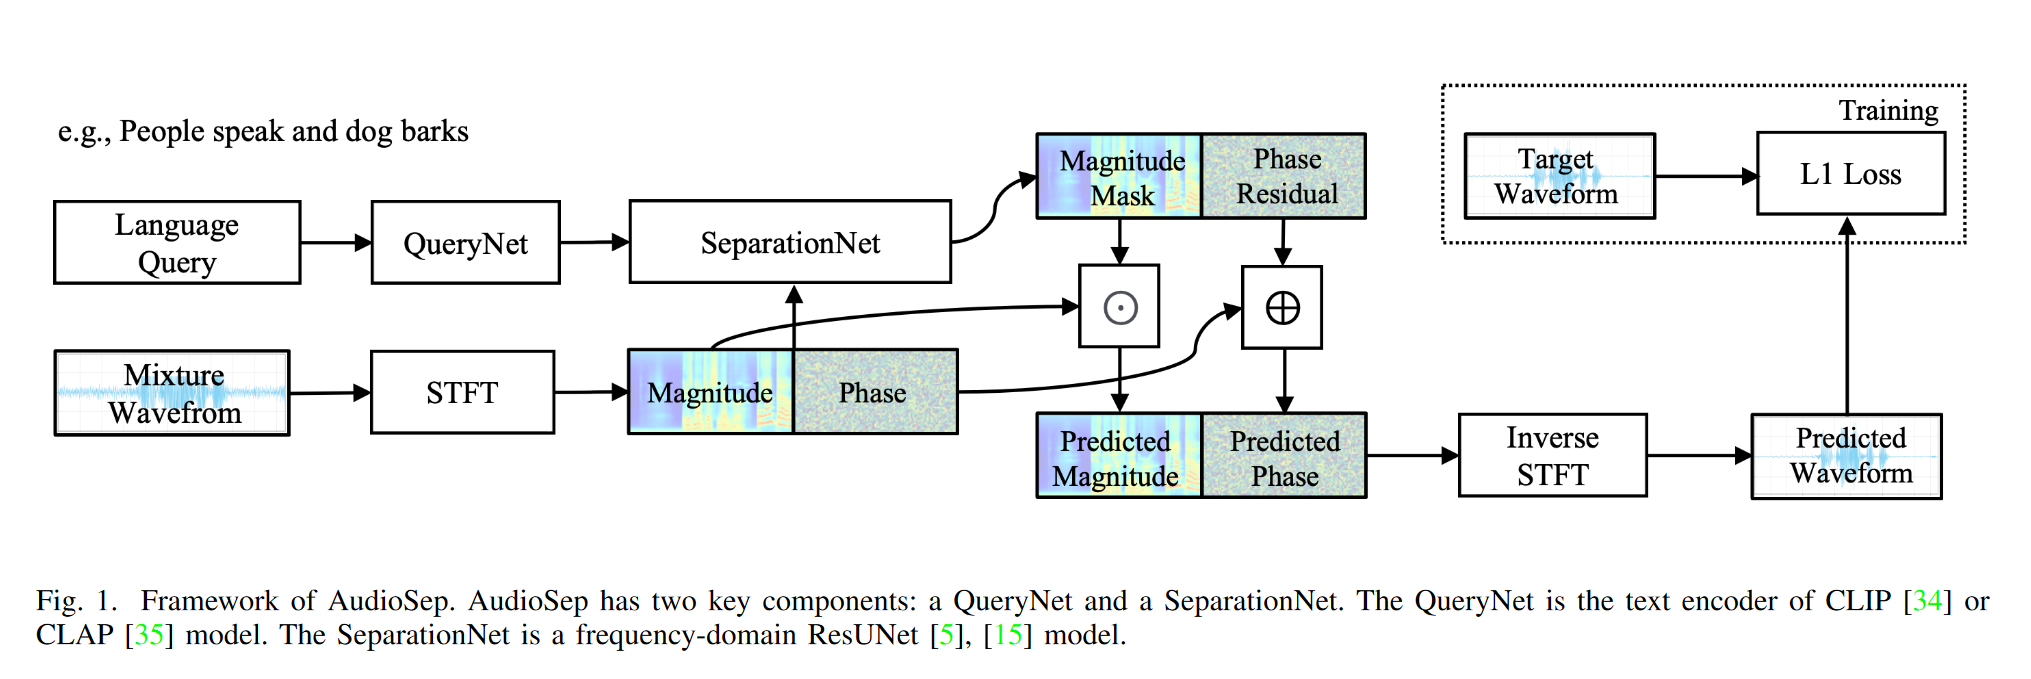 e.g., People speak and dog barks
Language
Query
QueryNet
SeparationNet
Magnitude
Mask
Phase
Residual
Training
Target
Waveform
L1 Loss
Mixture
Wavefrom
STFT
Magnitude
Phase
Predicted
Magnitude
Predicted
Phase
Inverse
STFT
Predicted
Waveform
Fig. 1. Framework of AudioSep. AudioSep has two key components: a QueryNet and a SeparationNet. The QueryNet is the text encoder of CLIP [34] or
CLAP [35] model. The SeparationNet is a frequency-domain ResUNet [5], [15] model.